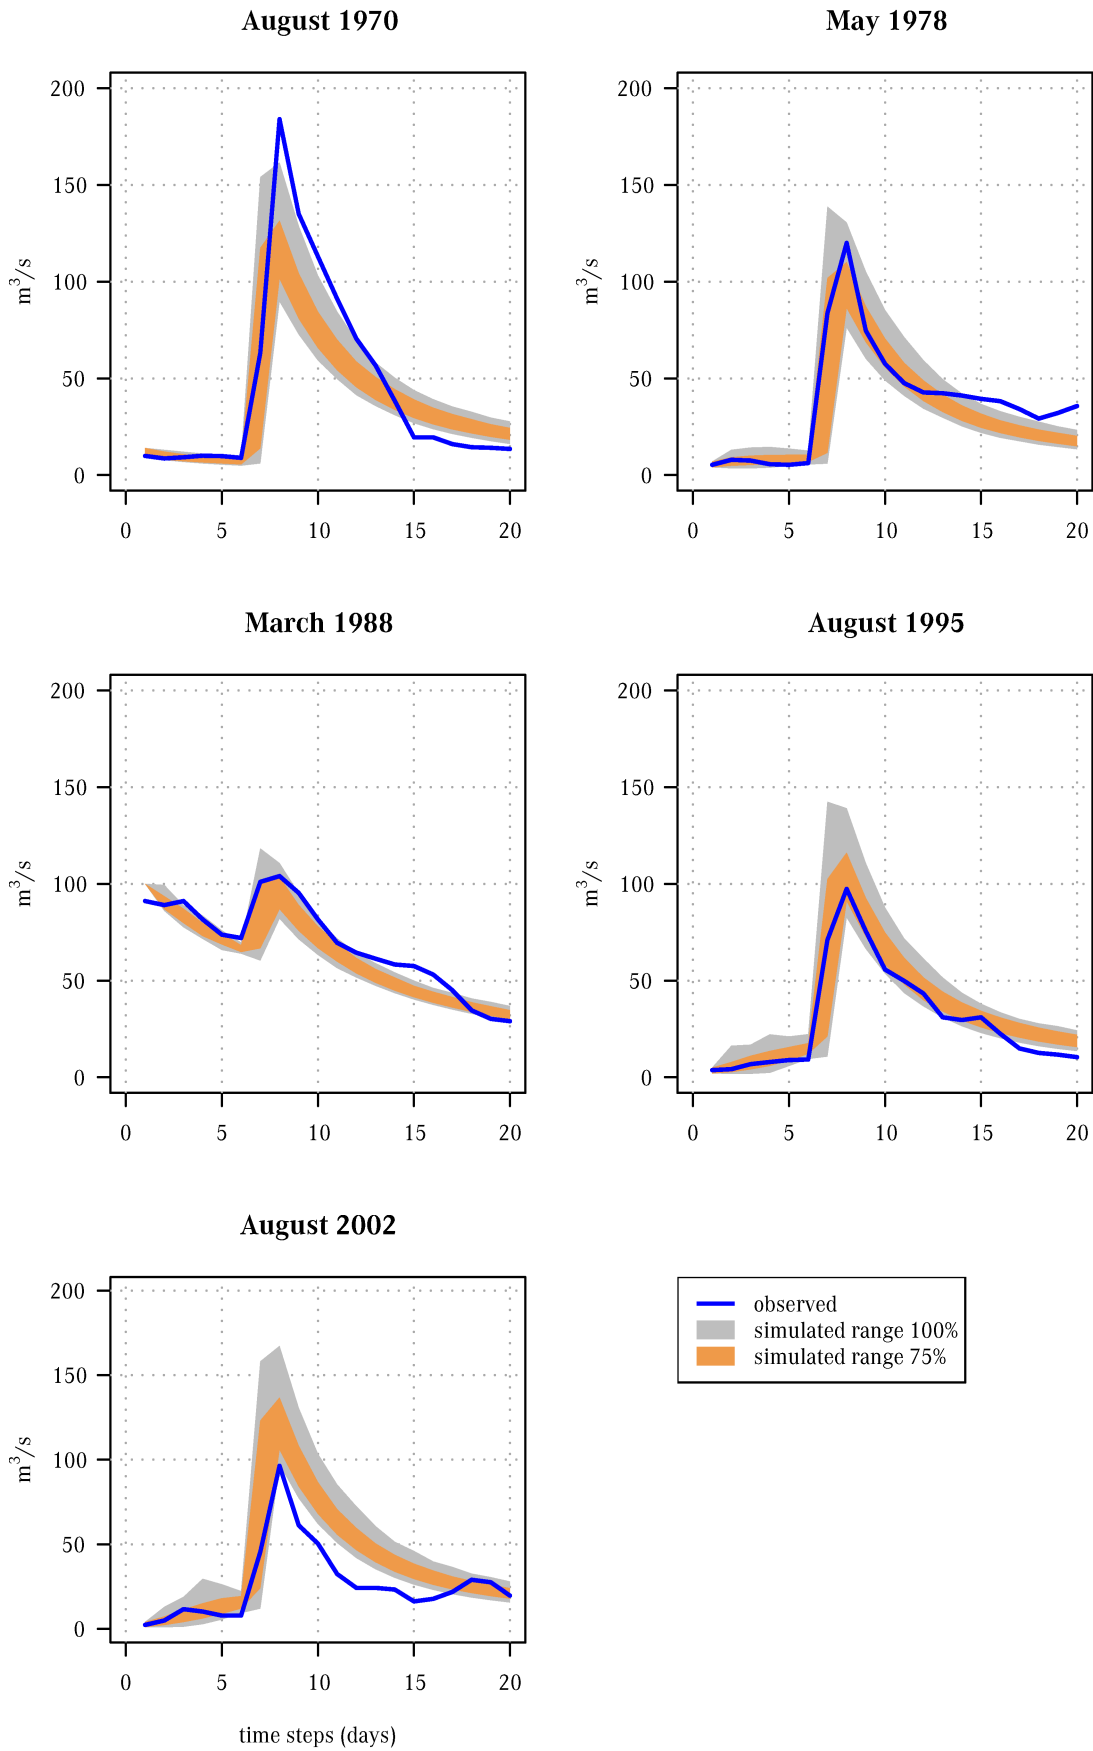 August 1970
200
150
100
50
0
m³/s
0 5 10 15 20
May 1978
200
150
100
50
0
m³/s
0 5 10 15 20
March 1988
200
150
100
50
0
m³/s
0 5 10 15 20
August 1995
200
150
100
50
0
m³/s
0 5 10 15 20
August 2002
200
150
100
50
0
m³/s
0 5 10 15 20
time steps (days)
observed
simulated range 100%
simulated range 75%